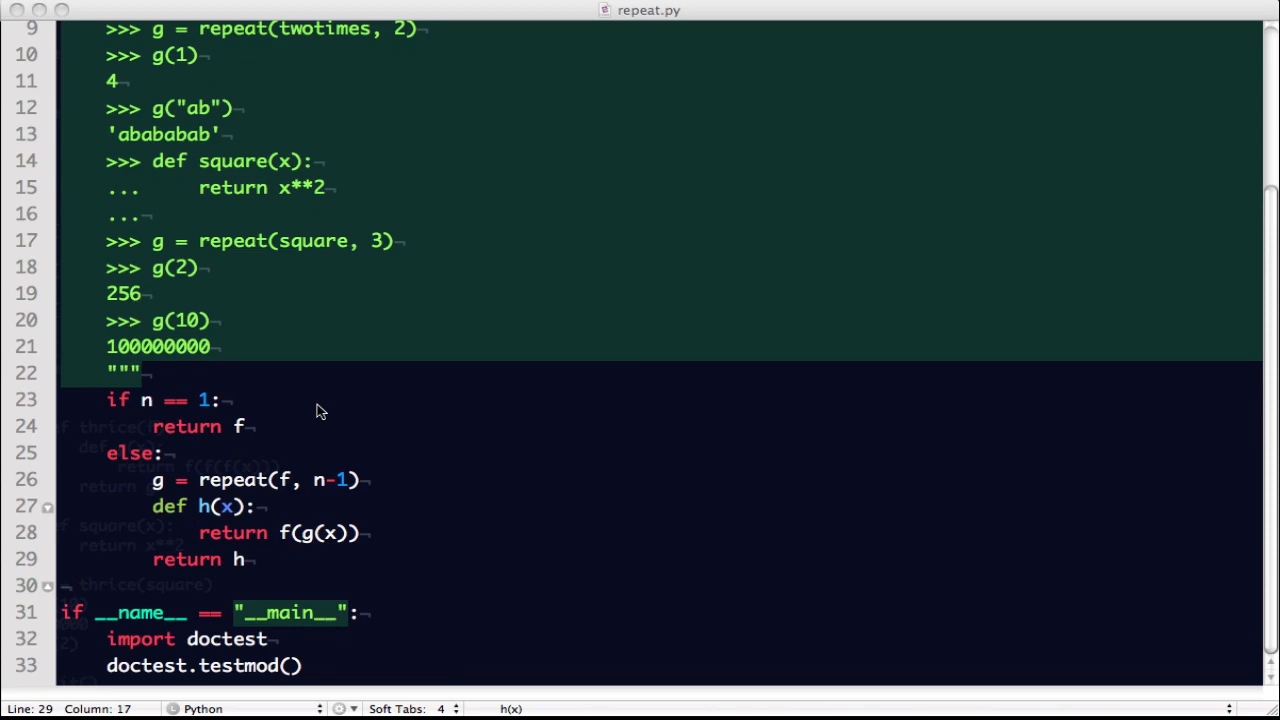 repeat.py
9 >>> g = repeat(twotimes, 2)
10 >>> g(1)
11 4
12 >>> g("ab")
13 'abababab'
14 >>> def square(x):
15 ...     return x**2
16 ...
17 >>> g = repeat(square, 3)
18 >>> g(2)
19 256
20 >>> g(10)
21 100000000
22 """
23 if n == 1:
24     return f
25 else:
26     g = repeat(f, n-1)
27     def h(x):
28         return f(g(x))
29     return h
30
31 if __name__ == "__main__":
32     import doctest
33     doctest.testmod()
Line: 29 Column: 17 Python Soft Tabs: 4 h(x)